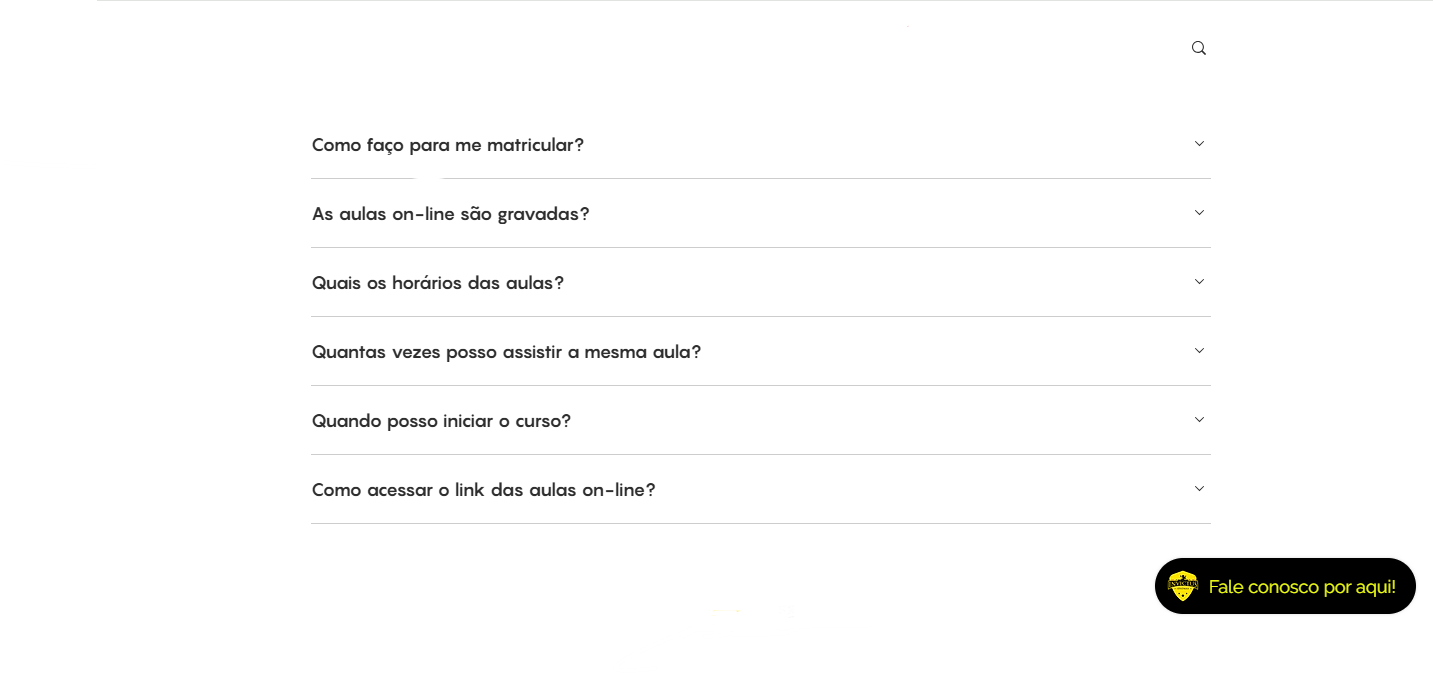 Como faço para me matricular?
As aulas on-line são gravadas?
Quais os horários das aulas?
Quantas vezes posso assistir a mesma aula?
Quando posso iniciar o curso?
Como acessar o link das aulas on-line?
INVICTUS
Fale conosco por aqui!